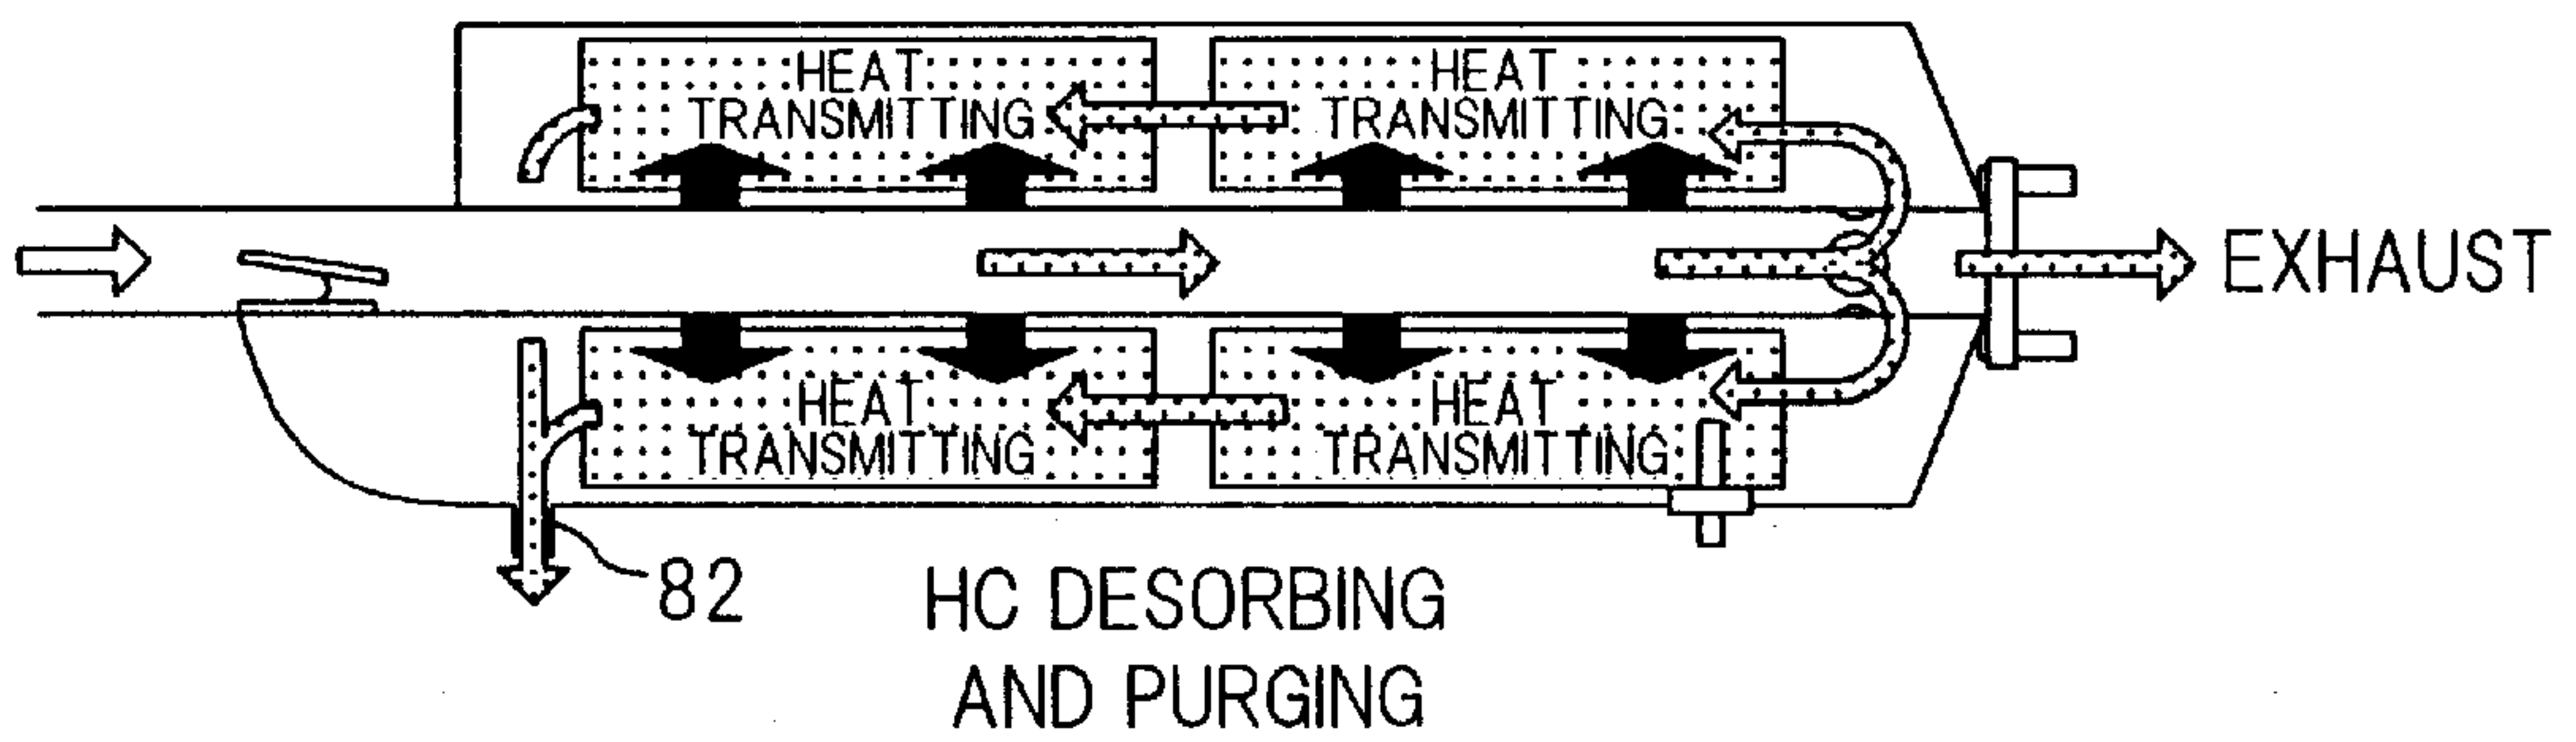 HEAT
TRANSMITTING
HEAT
TRANSMITTING
EXHAUST
HEAT
TRANSMITTING
HEAT
TRANSMITTING
82
HC DESORBING
AND PURGING